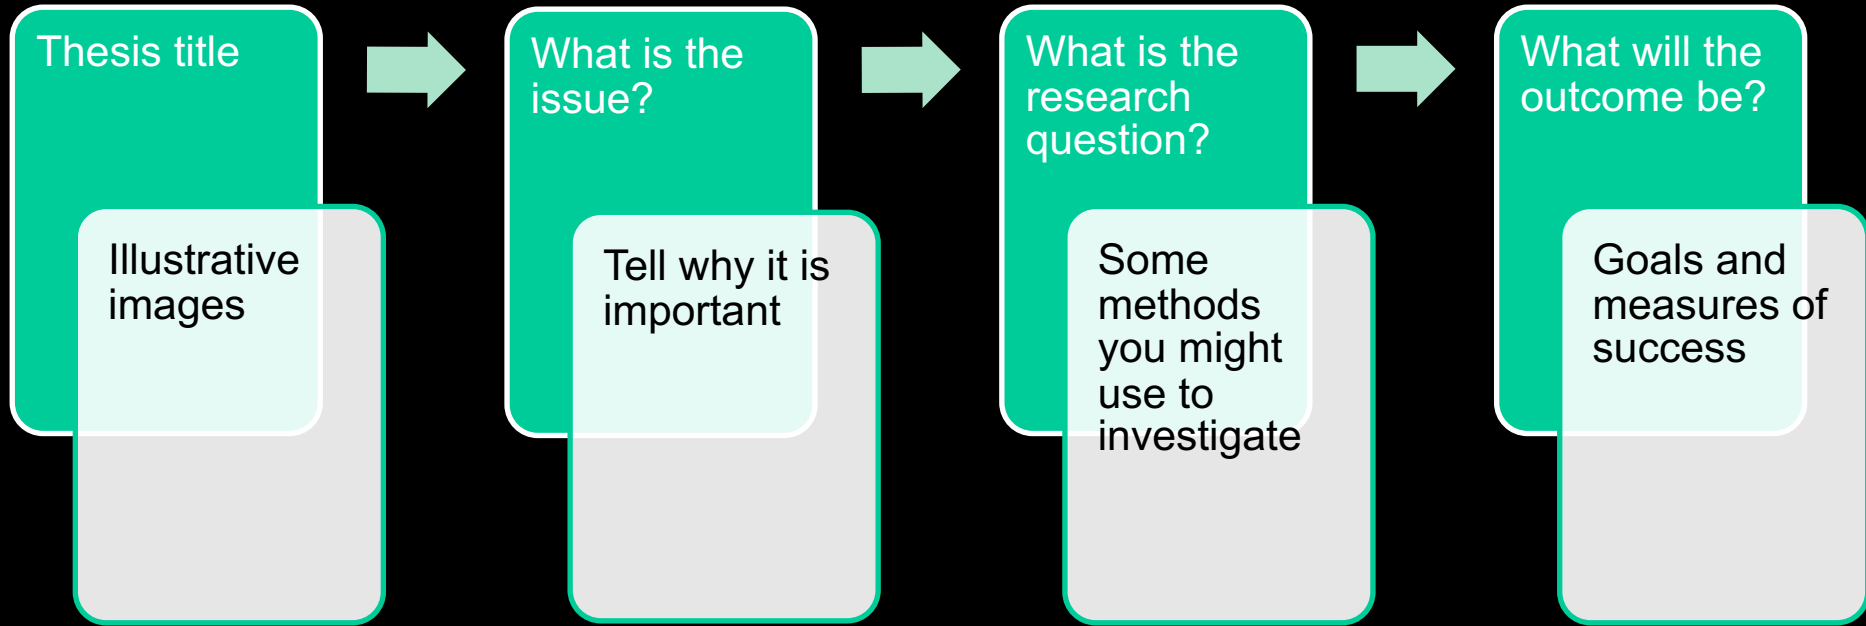 Thesis title
Illustrative
images
What is the
issue?
Tell why it is
important
What is the
research
question?
Some
methods
you might
use to
investigate
What will the
outcome be?
Goals and
measures of
success